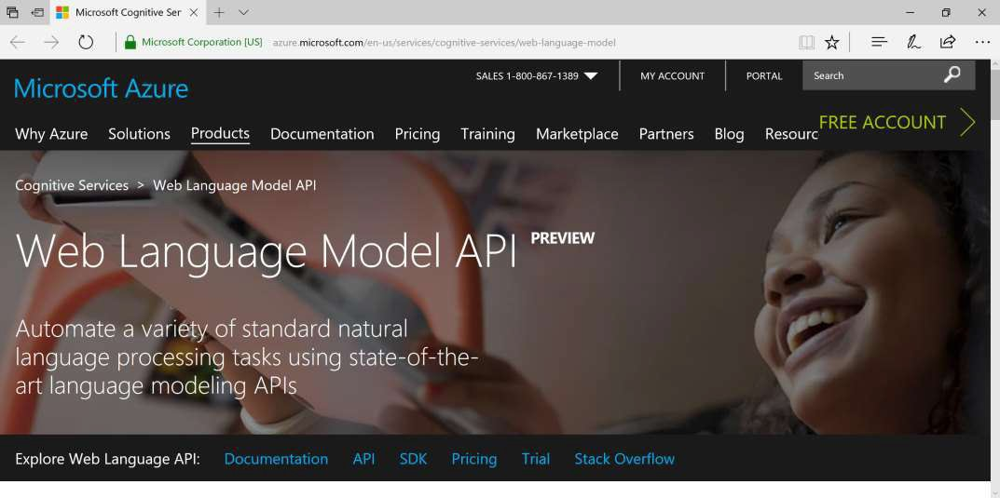 Microsoft Cognitive Ser
Microsoft Corporation [US] azure.microsoft.com/en-us/services/cognitive-services/web-language-model
SALES 1-800-867-1389 MY ACCOUNT PORTAL Search
Microsoft Azure
FREE ACCOUNT
Why Azure Solutions Products Documentation Pricing Training Marketplace Partners Blog Resourc
Cognitive Services > Web Language Model API
Web Language Model API PREVIEW
Automate a variety of standard natural
language processing tasks using state-of-the-
art language modeling APIs
Explore Web Language API: Documentation API SDK Pricing Trial Stack Overflow